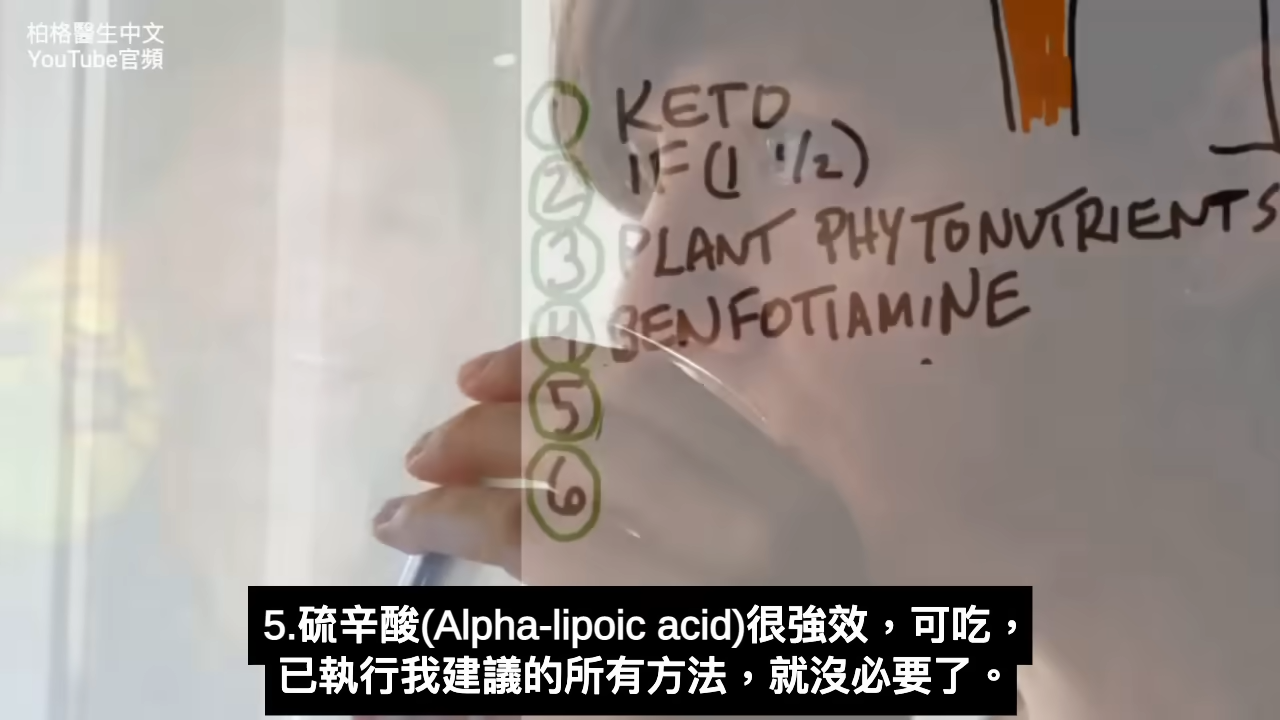 柏格醫生中文
YouTube官頻
1 KETO
2 IF (1 1/2)
3 PLANT PHYTONUTRIENTS
4 BENFOTIAMINE
5
6
5.硫辛酸(Alpha-lipoic acid)很強效，可吃，
已執行我建議的所有方法，就沒必要了。